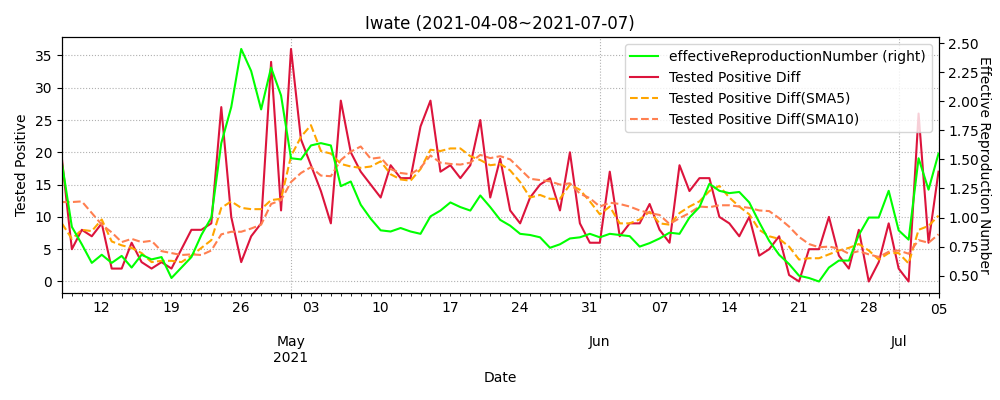 Iwate (2021-04-08~2021-07-07)
effectiveReproductionNumber (right)
Tested Positive Diff
Tested Positive Diff(SMA5)
Tested Positive Diff(SMA10)
Tested Positive
35
30
25
20
15
10
5
0
2.50
2.25
2.00
1.75
1.50
1.25
1.00
0.75
0.50
Effective Reproduction Number
12 19 26 03 10 17 24 31 07 14 21 28 05
May Jun Jul
2021
Date